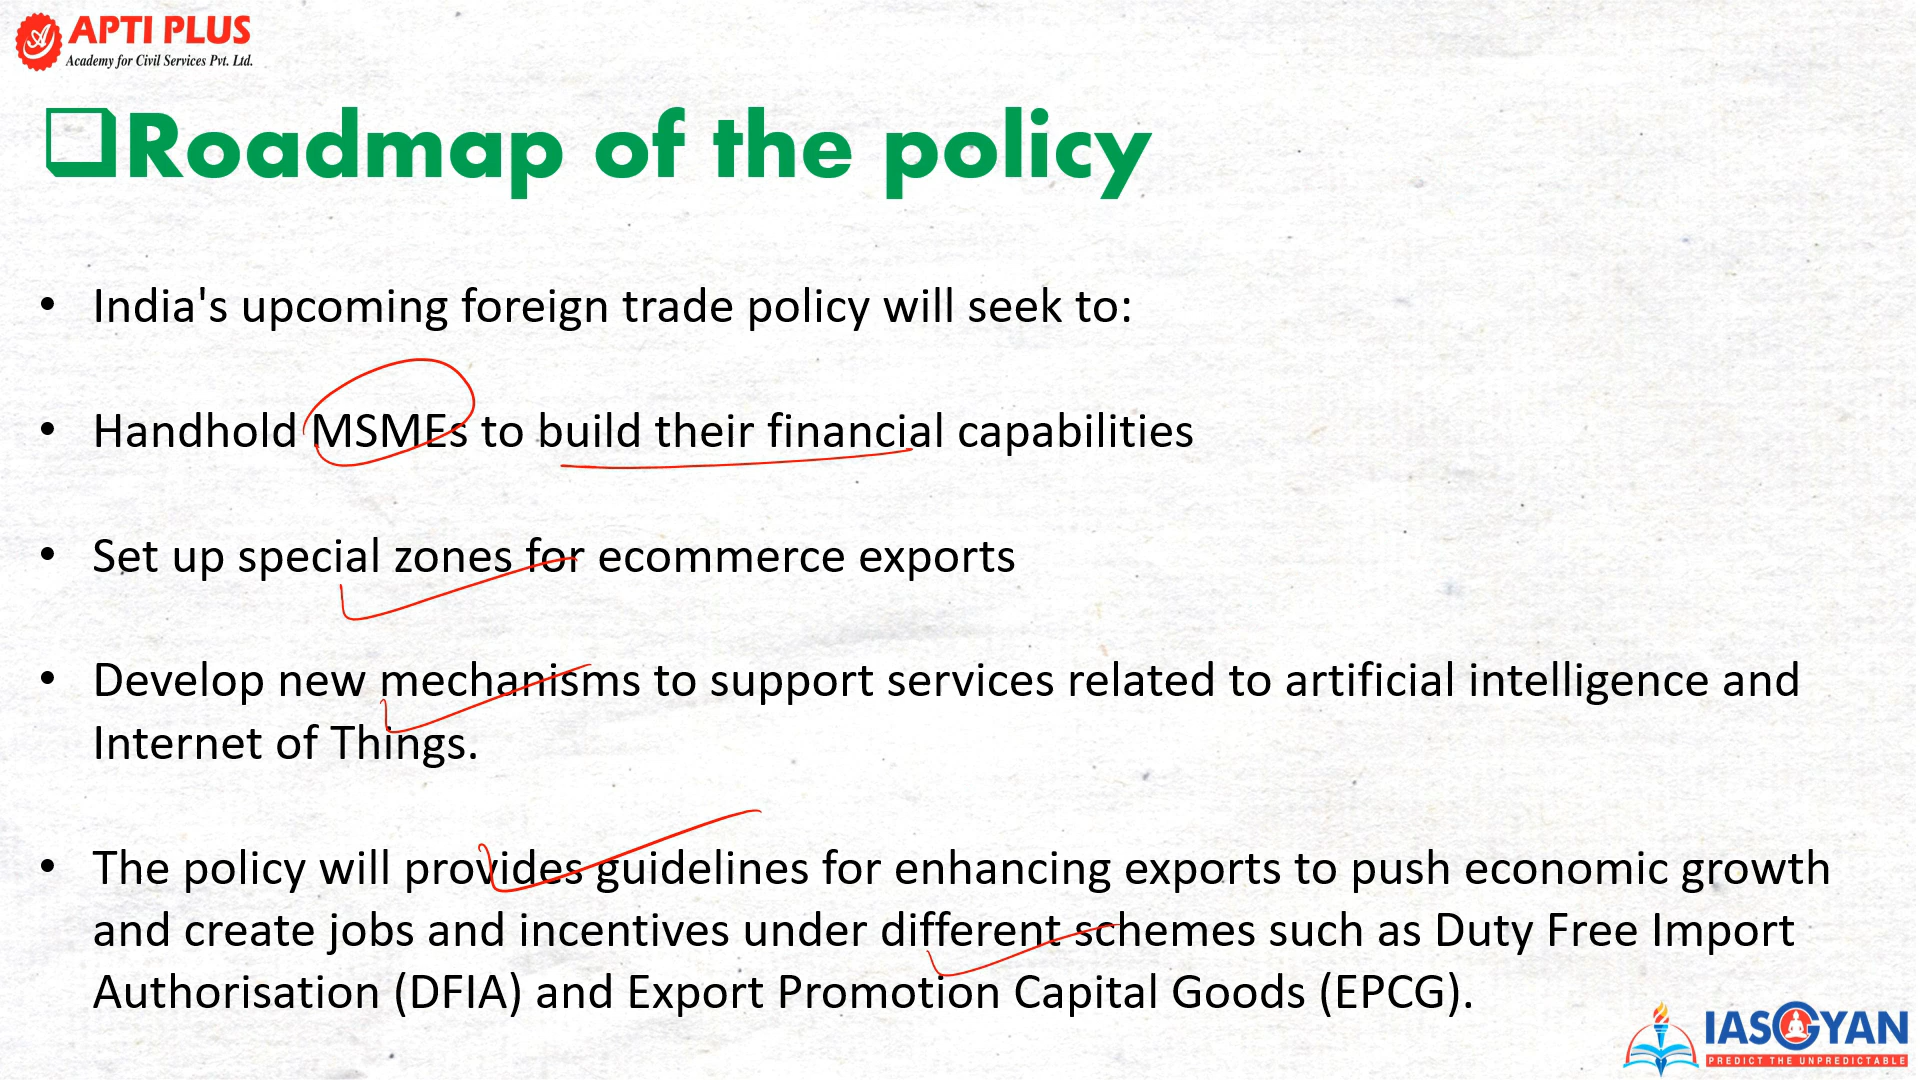 APTI PLUS
Academy for Civil Services Pvt. Ltd.
Roadmap of the policy
• India's upcoming foreign trade policy will seek to:
• Handhold MSMEs to build their financial capabilities
• Set up special zones for ecommerce exports
• Develop new mechanisms to support services related to artificial intelligence and
Internet of Things.
• The policy will provides guidelines for enhancing exports to push economic growth
and create jobs and incentives under different schemes such as Duty Free Import
Authorisation (DFIA) and Export Promotion Capital Goods (EPCG).
IASGYAN
PREDICT THE UNPREDICTABLE